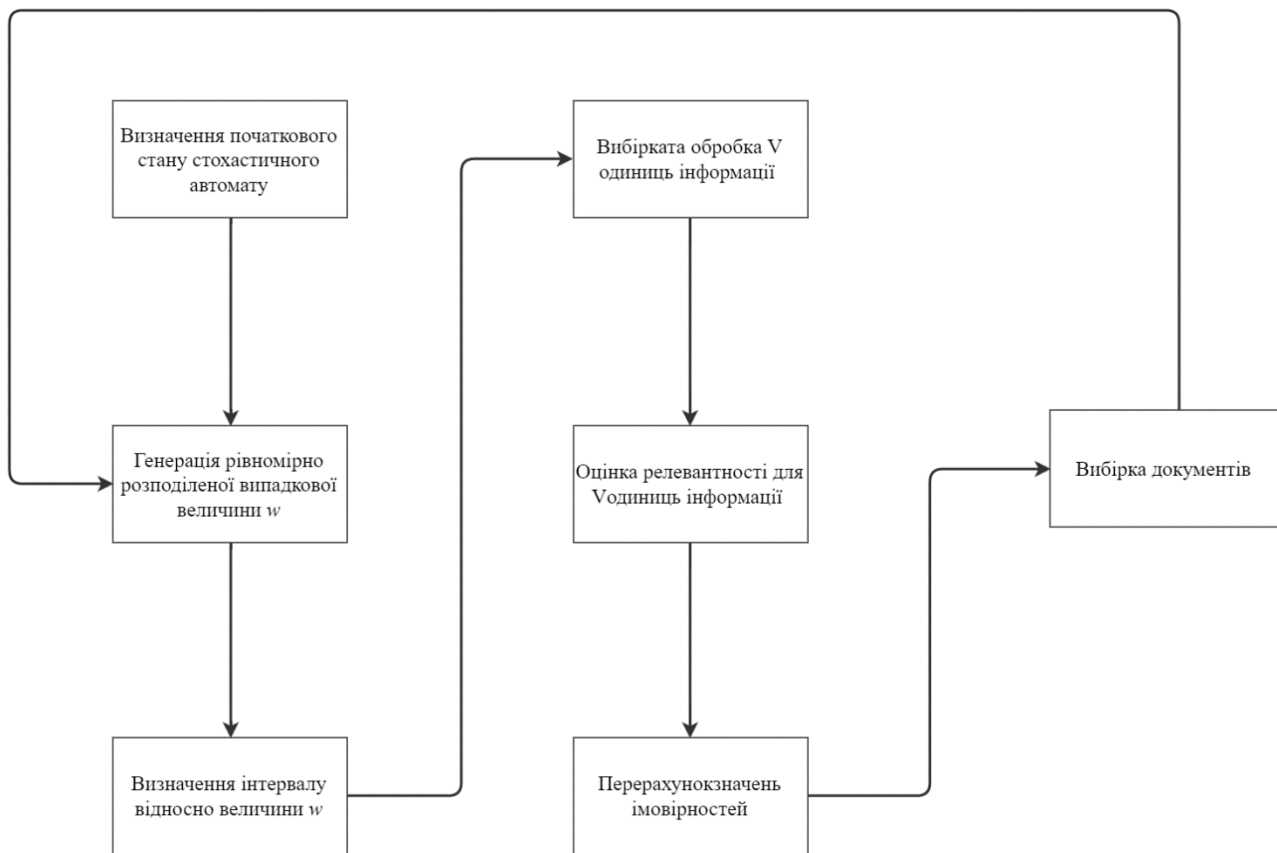 Визначення початкового
стану стохастичного
автомату
Генерація рівномірно
розподіленої випадкової
величини w
Визначення інтервалу
відносно величини w
Вибірката обробка V
одиниць інформації
Оцінка релевантності для
Vодиниць інформації
Перерахунокзначень
імовірностей
Вибірка документів